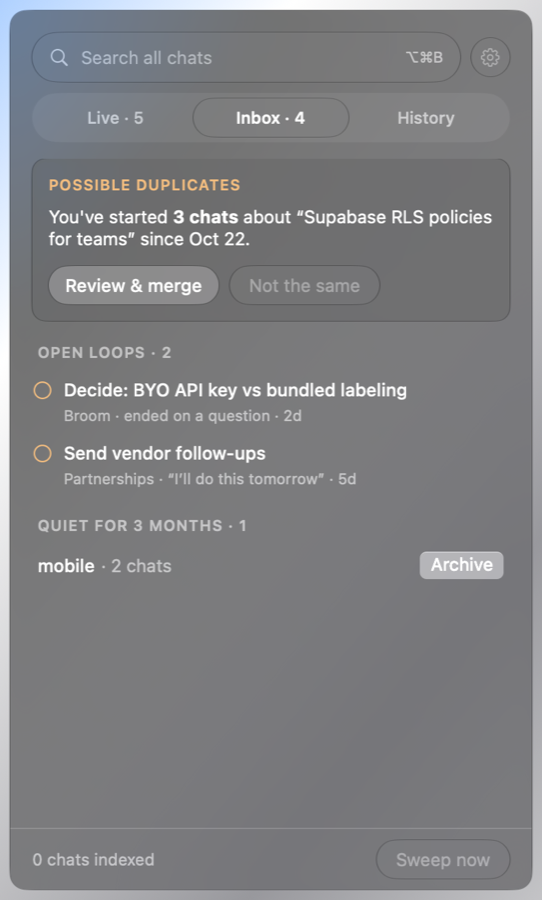 Search all chats ⌥⌘B
Live · 5 Inbox · 4 History
POSSIBLE DUPLICATES
You've started 3 chats about “Supabase RLS policies
for teams” since Oct 22.
Review & merge Not the same
OPEN LOOPS · 2
Decide: BYO API key vs bundled labeling
Broom · ended on a question · 2d
Send vendor follow-ups
Partnerships · “I’ll do this tomorrow” · 5d
QUIET FOR 3 MONTHS · 1
mobile · 2 chats Archive
0 chats indexed Sweep now